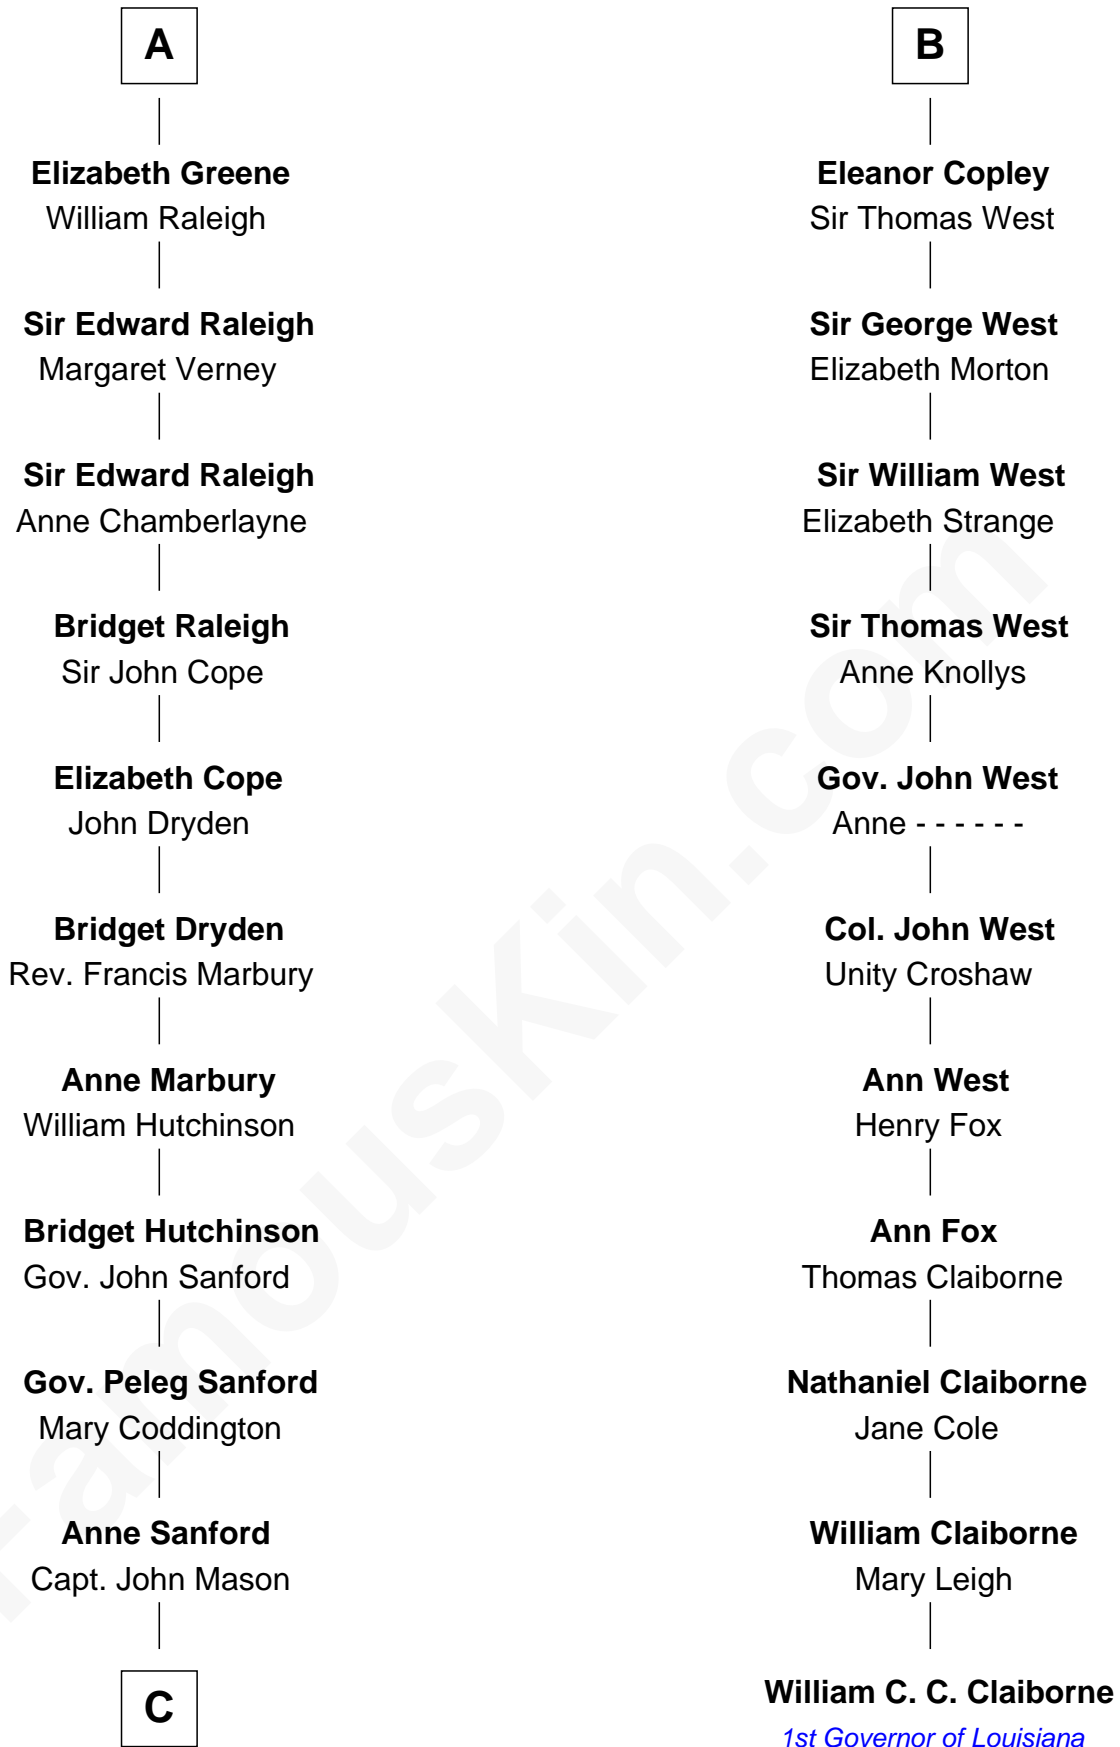 A
Elizabeth Greene
William Raleigh
Sir Edward Raleigh
Margaret Verney
Sir Edward Raleigh
Anne Chamberlayne
Bridget Raleigh
Sir John Cope
Elizabeth Cope
John Dryden
Bridget Dryden
Rev. Francis Marbury
Anne Marbury
William Hutchinson
Bridget Hutchinson
Gov. John Sanford
Gov. Peleg Sanford
Mary Coddington
Anne Sanford
Capt. John Mason
C
B
Eleanor Copley
Sir Thomas West
Sir George West
Elizabeth Morton
Sir William West
Elizabeth Strange
Sir Thomas West
Anne Knollys
Gov. John West
Anne - - - - - -
Col. John West
Unity Croshaw
Ann West
Henry Fox
Ann Fox
Thomas Claiborne
Nathaniel Claiborne
Jane Cole
William Claiborne
Mary Leigh
William C. C. Claiborne
1st Governor of Louisiana
FamousKin.com